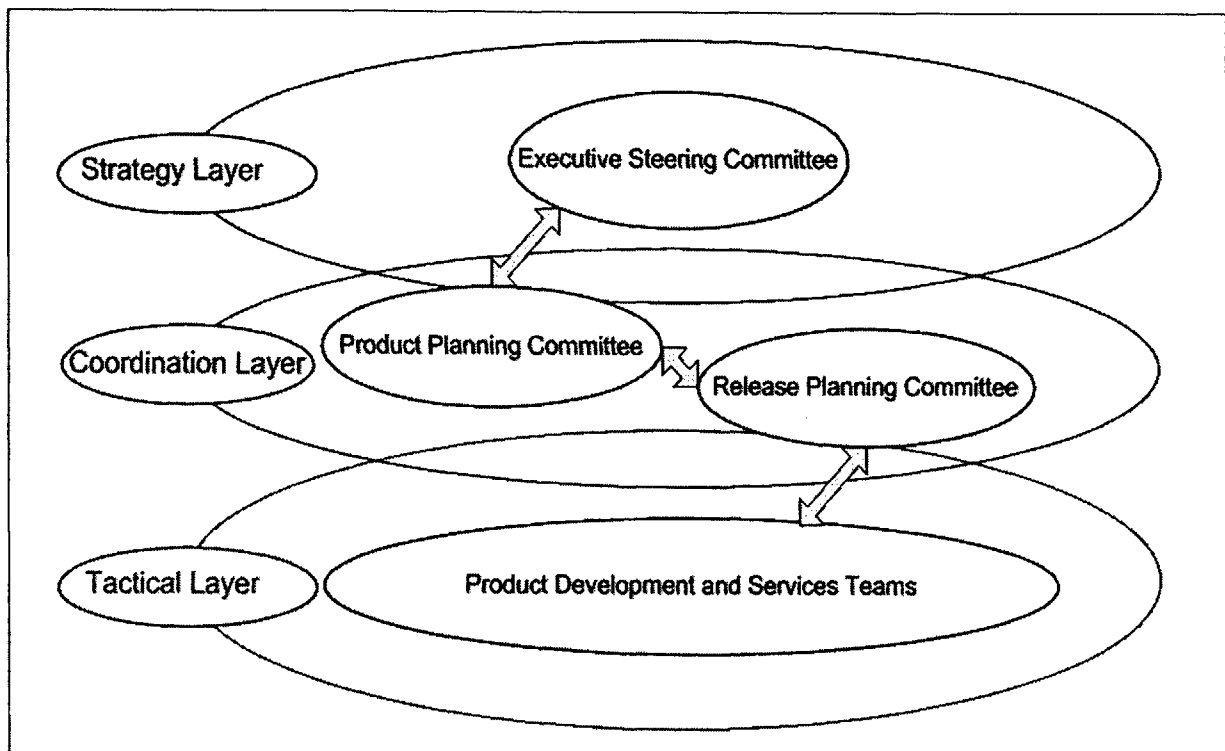 Strategy Layer
Executive Steering Committee
Coordination Layer
Product Planning Committee
Release Planning Committee
Tactical Layer
Product Development and Services Teams